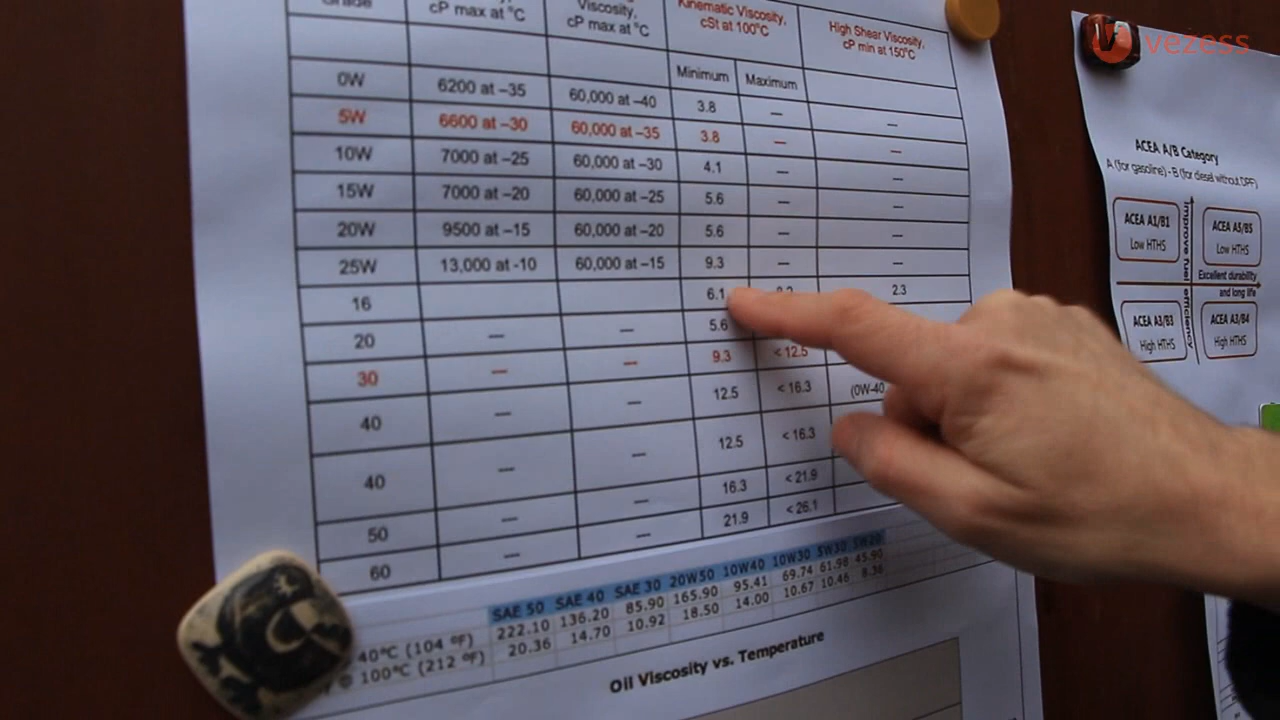 Grade
cP max at °C
Viscosity,
cP max at °C
Kinematic Viscosity,
cSt at 100°C
High Shear Viscosity,
cP min at 150°C
Minimum Maximum
0W 6200 at –35 60,000 at –40 3.8 — —
5W 6600 at –30 60,000 at –35 3.8 — —
10W 7000 at –25 60,000 at –30 4.1 — —
15W 7000 at –20 60,000 at –25 5.6 — —
20W 9500 at –15 60,000 at –20 5.6 — —
25W 13,000 at -10 60,000 at –15 9.3 — —
16 6.1 2.3
20 — — 5.6
30 — — 9.3 < 12.5
40 — — 12.5 < 16.3 (0W-40
40 — — 12.5 < 16.3
50 — — 16.3 < 21.9
60 — — 21.9 < 26.1
SAE 50 SAE 40 SAE 30 20W50 10W40 10W30 5W30 5W20
40ºC (104 ºF) 222.10 136.20 85.90 165.90 95.41 69.74 61.98 45.90
@ 100ºC (212 ºF) 20.36 14.70 10.92 18.50 14.00 10.67 10.46 8.36
Oil Viscosity vs. Temperature
vezess
ACEA A/B Category
A (for gasoline) - B (for diesel without DPF)
ACEA A1/B1
Low HTHS
ACEA A5/B5
Low HTHS
Improve fuel efficiency
Excellent durability
and long life
ACEA A3/B3
High HTHS
ACEA A3/B4
High HTHS